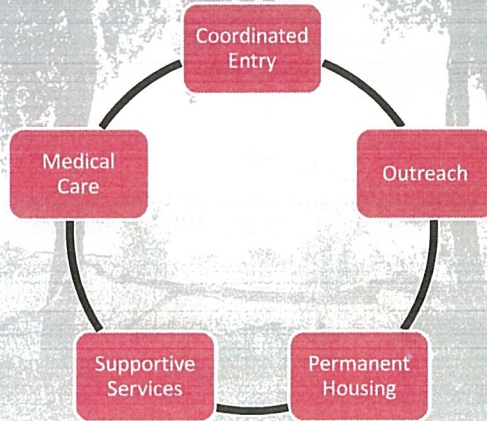 Coordinated
Entry
Outreach
Permanent
Housing
Supportive
Services
Medical
Care